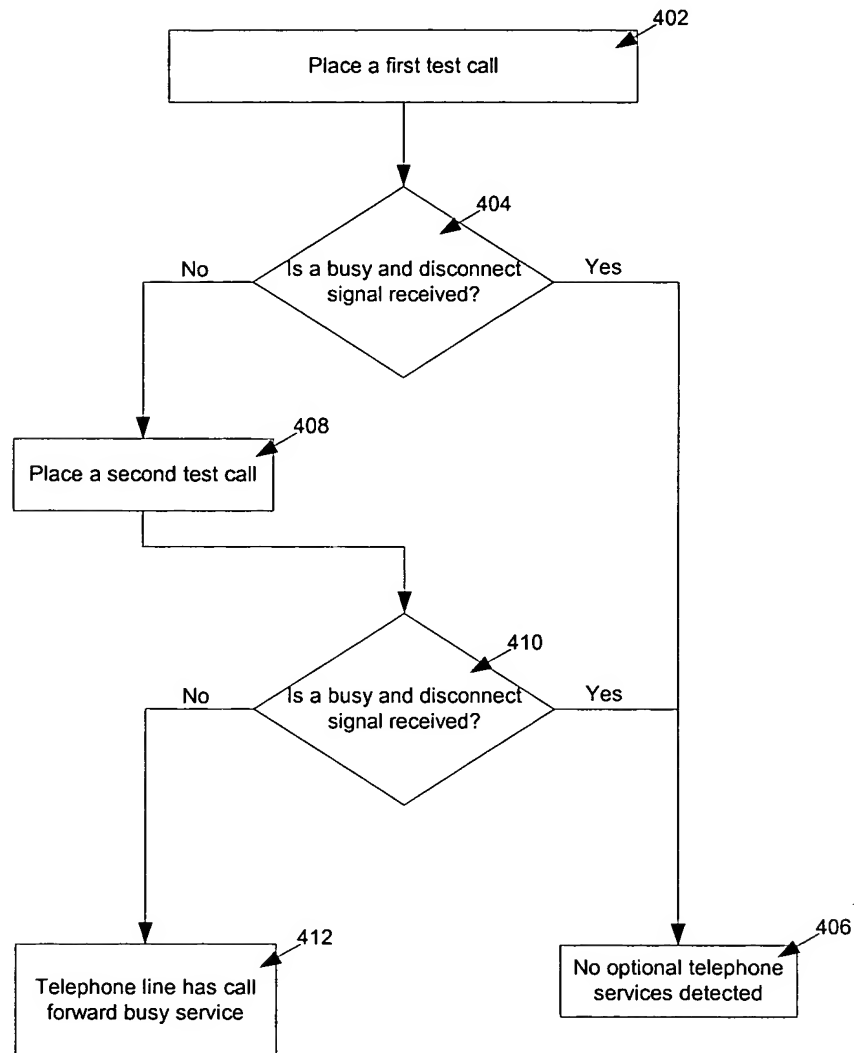 402
Place a first test call
404
No
Is a busy and disconnect
signal received?
Yes
408
Place a second test call
410
No
Is a busy and disconnect
signal received?
Yes
412
Telephone line has call
forward busy service
406
No optional telephone
services detected